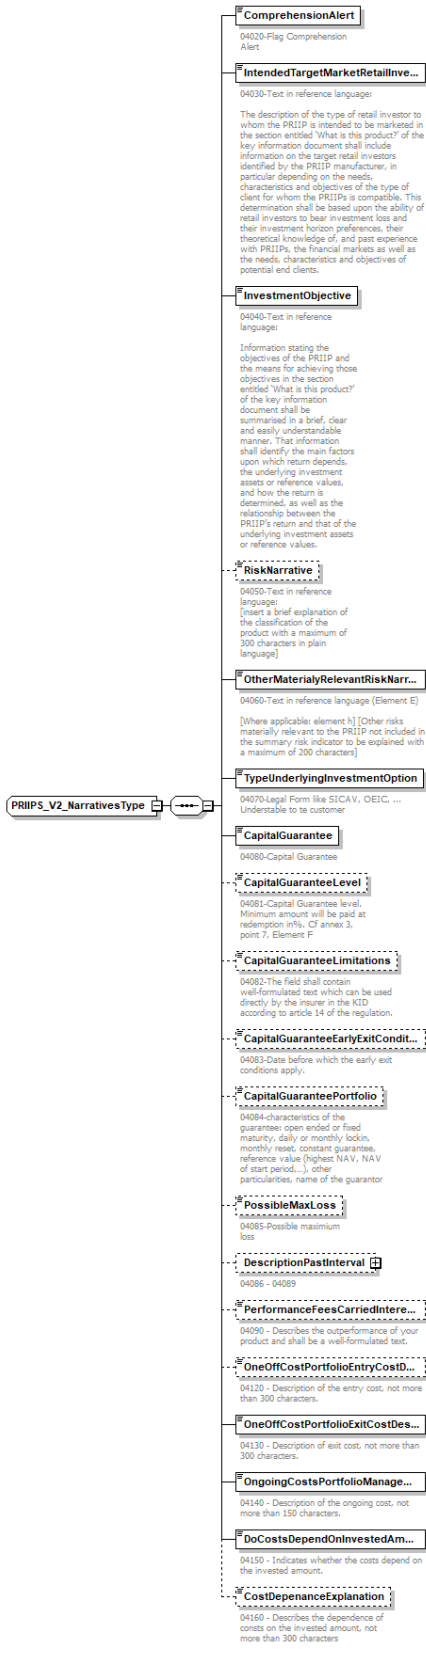 ComprehensionAlert
04020-Flag Comprehension
Alert
IntendedTargetMarketRetailInve...
04030-Text in reference language:
The description of the type of retail investor to
whom the PRIIP is intended to be marketed in
the section entitled 'What is this product?' of the
key information document shall include
information on the target retail investors
identified by the PRIIP manufacturer, in
particular depending on the needs,
characteristics and objectives of the type of
client for whom the PRIIPs is compatible. This
determination shall be based upon the ability of
retail investors to bear investment loss and
their investment horizon preferences, their
theoretical knowledge of, and past experience
with PRIIPs, the financial markets as well as
the needs, characteristics and objectives of
potential end clients.
InvestmentObjective
04040-Text in reference
language:
Information stating the
objectives of the PRIIP and
the means for achieving those
objectives in the section
entitled 'What is this product?'
of the key information
document shall be
summarised in a brief, clear
and easily understandable
manner. That information
shall identify the main factors
upon which return depends,
the underlying investment
assets or reference values,
and how the return is
determined, as well as the
relationship between the
PRIIP's return and that of the
underlying investment assets
or reference values.
RiskNarrative
04050-Text in reference
language:
[insert a brief explanation of
the classification of the
product with a maximum of
300 characters in plain
language]
OtherMaterialyRelevantRiskNarr...
04060-Text in reference language (Element E)
[Where applicable: element h] [Other risks
materially relevant to the PRIIP not included in
the summary risk indicator to be explained with
a maximum of 200 characters]
TypeUnderlyingInvestmentOption
04070-Legal Form like SICAV, OEIC, ...
Understable to te customer
PRIIPS_V2_NarrativesType
CapitalGuarantee
04080-Capital Guarantee
CapitalGuaranteeLevel
04081-Capital Guarantee level.
Minimum amount will be paid at
redemption in%. Cf annex 3,
point 7, Element F
CapitalGuaranteeLimitations
04082-The field shall contain
well-formulated text which can be used
directly by the insurer in the KID
according to article 14 of the regulation.
CapitalGuaranteeEarlyExitCondit...
04083-Date before which the early exit
conditions apply.
CapitalGuaranteePortfolio
04084-characteristics of the
guarantee: open ended or fixed
maturity, daily or monthly lockin,
monthly reset, constant guarantee,
reference value (highest NAV, NAV
of start period,...), other
particularities, name of the guarantor
PossibleMaxLoss
04085-Possible maximium
loss
DescriptionPastInterval
04086 - 04089
PerformanceFeesCarriedIntere...
04090 - Describes the outperformance of your
product and shall be a well-formulated text.
OneOffCostPortfolioEntryCostD...
04120 - Description of the entry cost, not more
than 300 characters.
OneOffCostPortfolioExitCostDes...
04130 - Description of exit cost, not more than
300 characters.
OngoingCostsPortfolioManage...
04140 - Description of the ongoing cost, not
more than 150 characters.
DoCostsDependOnInvestedAm...
04150 - Indicates whether the costs depend on
the invested amount.
CostDepenanceExplanation
04160 - Describes the dependence of
consts on the invested amount, not
more than 300 characters